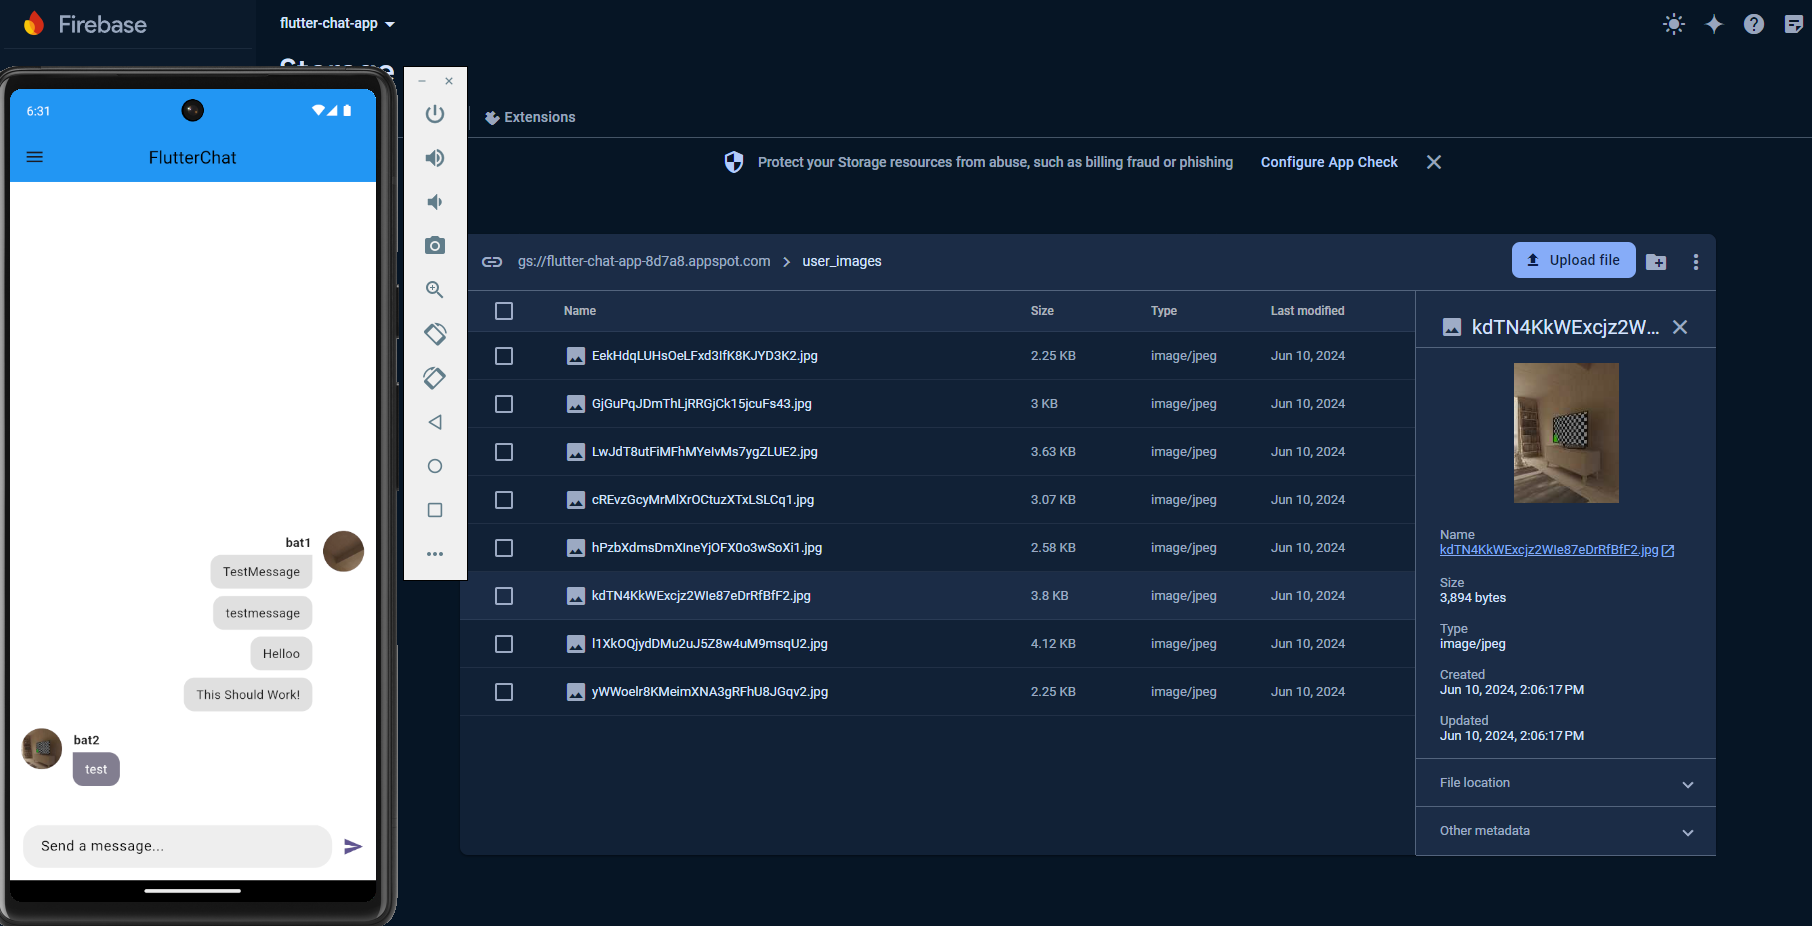 Firebase
flutter-chat-app
Storage
Extensions
Protect your Storage resources from abuse, such as billing fraud or phishing
Configure App Check
gs://flutter-chat-app-8d7a8.appspot.com > user_images
Upload file
Name Size Type Last modified
EekHdqLUHsOeLFxd3IfK8KJYD3K2.jpg 2.25 KB image/jpeg Jun 10, 2024
GjGuPqJDmThLjRRGjCk15jcuFs43.jpg 3 KB image/jpeg Jun 10, 2024
LwJdT8utFiMFhMYeIvMs7ygZLUE2.jpg 3.63 KB image/jpeg Jun 10, 2024
cREvzGcyMrMlXrOCtuzXTxLSLCq1.jpg 3.07 KB image/jpeg Jun 10, 2024
hPzbXdmsDmXIneYjOFX0o3wSoXi1.jpg 2.58 KB image/jpeg Jun 10, 2024
kdTN4KkWExcjz2WIe87eDrRfBfF2.jpg 3.8 KB image/jpeg Jun 10, 2024
l1XkOQjydDMu2uJ5Z8w4uM9msqU2.jpg 4.12 KB image/jpeg Jun 10, 2024
yWWoelr8KMeimXNA3gRFhU8JGqv2.jpg 2.25 KB image/jpeg Jun 10, 2024
kdTN4KkWExcjz2W...
Name
kdTN4KkWExcjz2WIe87eDrRfBfF2.jpg
Size
3,894 bytes
Type
image/jpeg
Created
Jun 10, 2024, 2:06:17 PM
Updated
Jun 10, 2024, 2:06:17 PM
File location
Other metadata
6:31
FlutterChat
bat1
TestMessage
testmessage
Helloo
This Should Work!
bat2
test
Send a message...